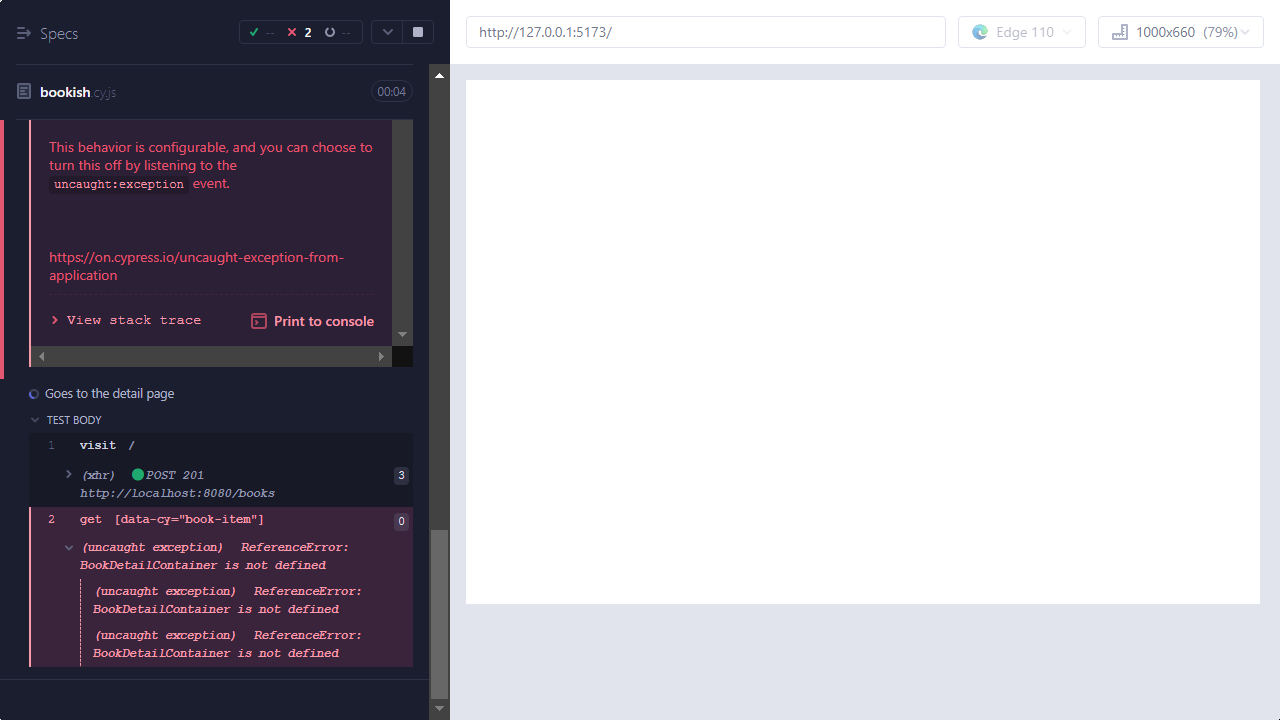 Specs
--
2
--
http://127.0.0.1:5173/
Edge 110
1000x660 (79%)
bookish.cy.js
00:04
This behavior is configurable, and you can choose to
turn this off by listening to the
uncaught:exception event.
https://on.cypress.io/uncaught-exception-from-
application
View stack trace
Print to console
Goes to the detail page
TEST BODY
1 visit /
(xhr) POST 201 3
http://localhost:8080/books
2 get [data-cy="book-item"] 0
(uncaught exception) ReferenceError:
BookDetailContainer is not defined
(uncaught exception) ReferenceError:
BookDetailContainer is not defined
(uncaught exception) ReferenceError:
BookDetailContainer is not defined